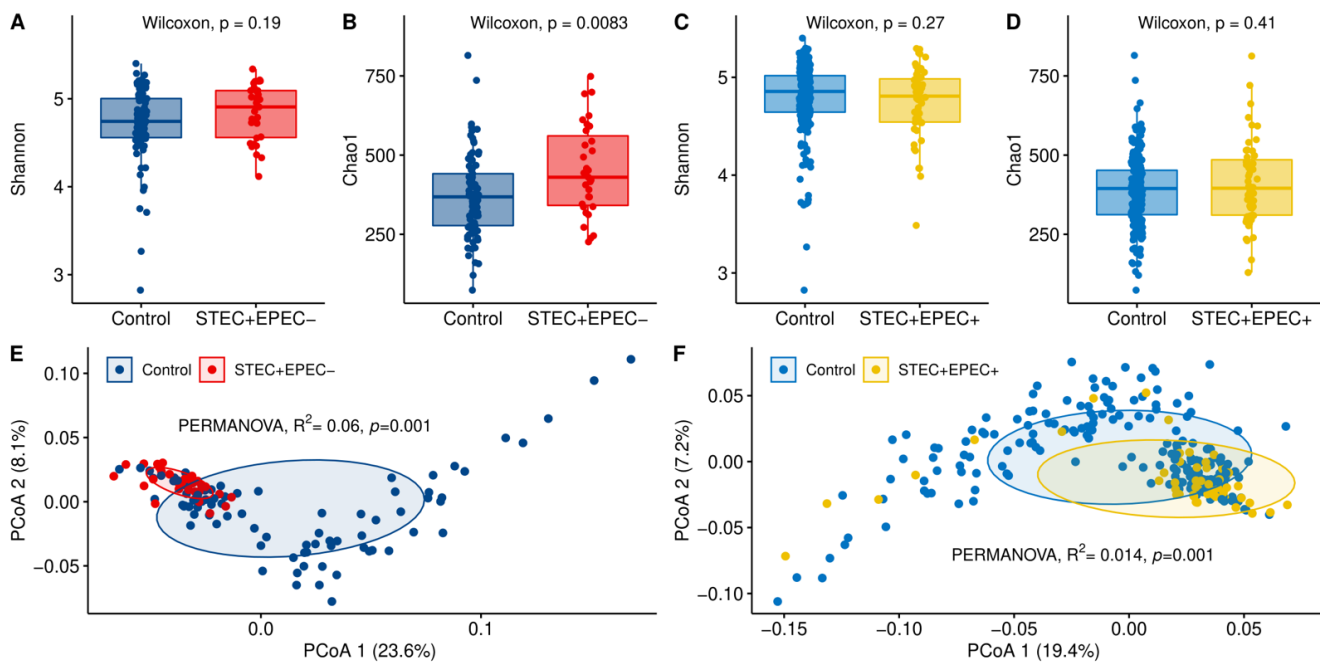 A
Wilcoxon, p = 0.19
Shannon
5
4
3
Control
STEC+EPEC−
B
Wilcoxon, p = 0.0083
Chao1
750
500
250
Control
STEC+EPEC−
C
Wilcoxon, p = 0.27
Shannon
5
4
3
Control
STEC+EPEC+
D
Wilcoxon, p = 0.41
Chao1
750
500
250
Control
STEC+EPEC+
E
Control
STEC+EPEC−
PERMANOVA, R²= 0.06, p=0.001
PCoA 2 (8.1%)
0.10
0.05
0.00
−0.05
0.0
0.1
PCoA 1 (23.6%)
F
Control
STEC+EPEC+
PERMANOVA, R²= 0.014, p=0.001
PCoA 2 (7.2%)
0.05
0.00
−0.05
−0.10
−0.15
−0.10
−0.05
0.00
0.05
PCoA 1 (19.4%)